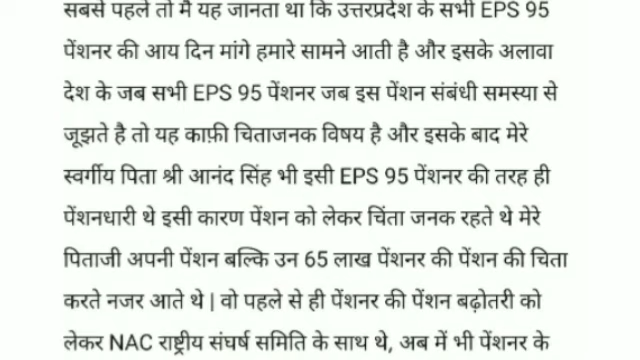 सबसे पहले तो मै यह जानता था कि उत्तरप्रदेश के सभी EPS 95
पेंशनर की आय दिन मांगे हमारे सामने आती है और इसके अलावा
देश के जब सभी EPS 95 पेंशनर जब इस पेंशन संबंधी समस्या से
जूझते है तो यह काफ़ी चिताजनक विषय है और इसके बाद मेरे
स्वर्गीय पिता श्री आनंद सिंह भी इसी EPS 95 पेंशनर की तरह ही
पेंशनधारी थे इसी कारण पेंशन को लेकर चिंता जनक रहते थे मेरे
पिताजी अपनी पेंशन बल्कि उन 65 लाख पेंशनर की पेंशन की चिता
करते नजर आते थे | वो पहले से ही पेंशनर की पेंशन बढ़ोतरी को
लेकर NAC राष्ट्रीय संघर्ष समिति के साथ थे, अब में भी पेंशनर के